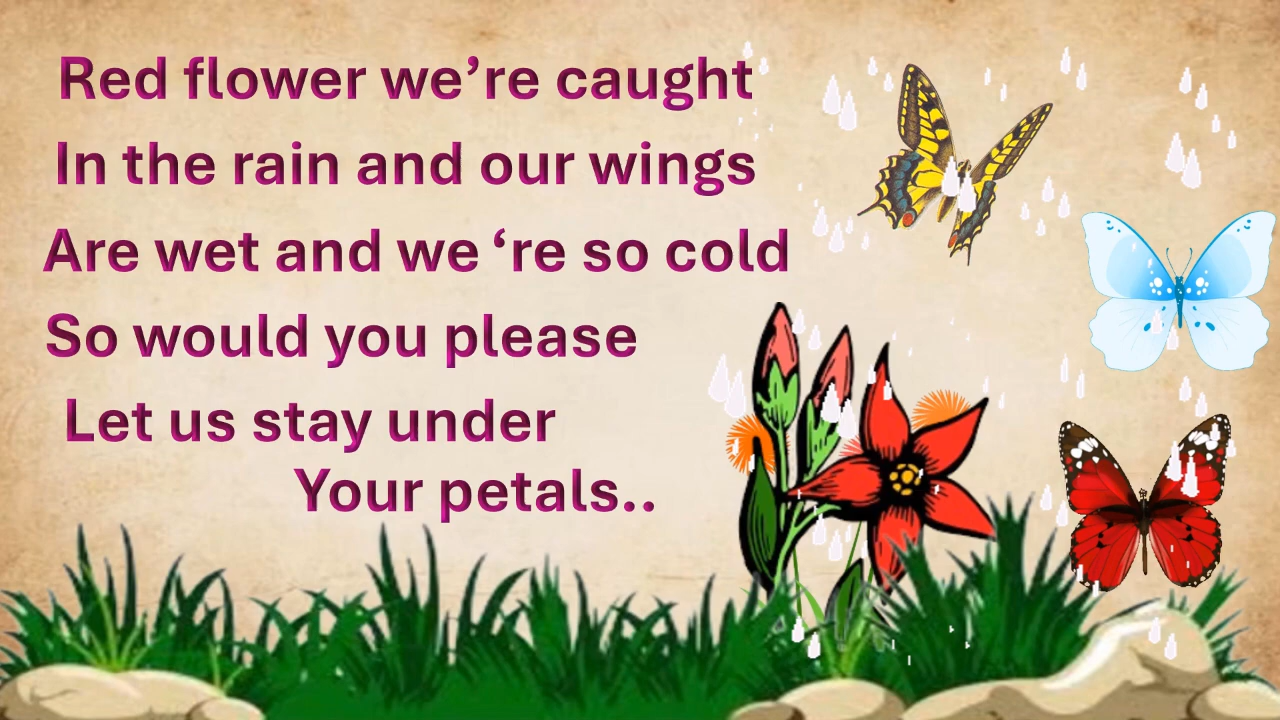 Red flower we’re caught
In the rain and our wings
Are wet and we ‘re so cold
So would you please
Let us stay under
Your petals..